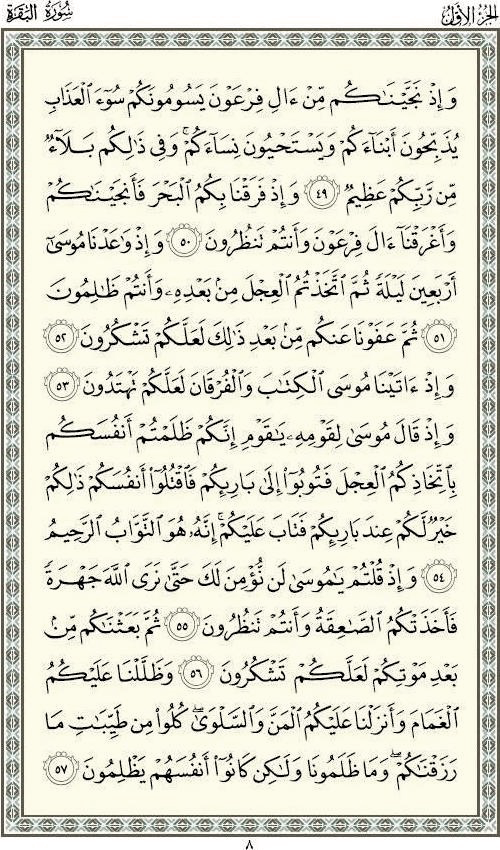 الجزء الأول
سورة البقرة
وَإِذْ نَجَّيْنَٰكُم مِّنْ ءَالِ فِرْعَوْنَ يَسُومُونَكُمْ سُوٓءَ ٱلْعَذَابِ
يُذَبِّحُونَ أَبْنَآءَكُمْ وَيَسْتَحْيُونَ نِسَآءَكُمْ ۚ وَفِى ذَٰلِكُم بَلَآءٌ
مِّن رَّبِّكُمْ عَظِيمٌ ٤٩ وَإِذْ فَرَقْنَا بِكُمُ ٱلْبَحْرَ فَأَنجَيْنَٰكُمْ
وَأَغْرَقْنَآ ءَالَ فِرْعَوْنَ وَأَنتُمْ تَنظُرُونَ ٥٠ وَإِذْ وَٰعَدْنَا مُوسَىٰٓ
أَرْبَعِينَ لَيْلَةً ثُمَّ ٱتَّخَذْتُمُ ٱلْعِجْلَ مِنۢ بَعْدِهِۦ وَأَنتُمْ ظَٰلِمُونَ
٥١ ثُمَّ عَفَوْنَا عَنكُم مِّنۢ بَعْدِ ذَٰلِكَ لَعَلَّكُمْ تَشْكُرُونَ ٥٢
وَإِذْ ءَاتَيْنَا مُوسَى ٱلْكِتَٰبَ وَٱلْفُرْقَانَ لَعَلَّكُمْ تَهْتَدُونَ ٥٣
وَإِذْ قَالَ مُوسَىٰ لِقَوْمِهِۦ يَٰقَوْمِ إِنَّكُمْ ظَلَمْتُمْ أَنفُسَكُم
بِٱتِّخَاذِكُمُ ٱلْعِجْلَ فَتُوبُوٓا۟ إِلَىٰ بَارِئِكُمْ فَٱقْتُلُوٓا۟ أَنفُسَكُمْ ذَٰلِكُمْ
خَيْرٌ لَّكُمْ عِندَ بَارِئِكُمْ فَتَابَ عَلَيْكُمْ ۚ إِنَّهُۥ هُوَ ٱلتَّوَّابُ ٱلرَّحِيمُ
٥٤ وَإِذْ قُلْتُمْ يَٰمُوسَىٰ لَن نُّؤْمِنَ لَكَ حَتَّىٰ نَرَى ٱللَّهَ جَهْرَةً
فَأَخَذَتْكُمُ ٱلصَّٰعِقَةُ وَأَنتُمْ تَنظُرُونَ ٥٥ ثُمَّ بَعَثْنَٰكُم مِّنۢ
بَعْدِ مَوْتِكُمْ لَعَلَّكُمْ تَشْكُرُونَ ٥٦ وَظَلَّلْنَا عَلَيْكُمُ
ٱلْغَمَامَ وَأَنزَلْنَا عَلَيْكُمُ ٱلْمَنَّ وَٱلسَّلْوَىٰ ۖ كُلُوا۟ مِن طَيِّبَٰتِ مَا
رَزَقْنَٰكُمْ ۖ وَمَا ظَلَمُونَا وَلَٰكِن كَانُوٓا۟ أَنفُسَهُمْ يَظْلِمُونَ ٥٧
٨